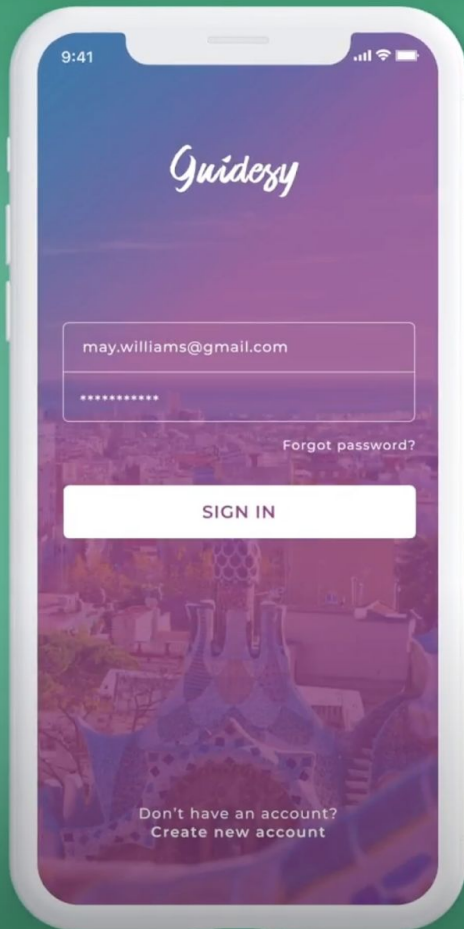 9:41
Guidesy
may.williams@gmail.com
***********
Forgot password?
SIGN IN
Don't have an account?
Create new account